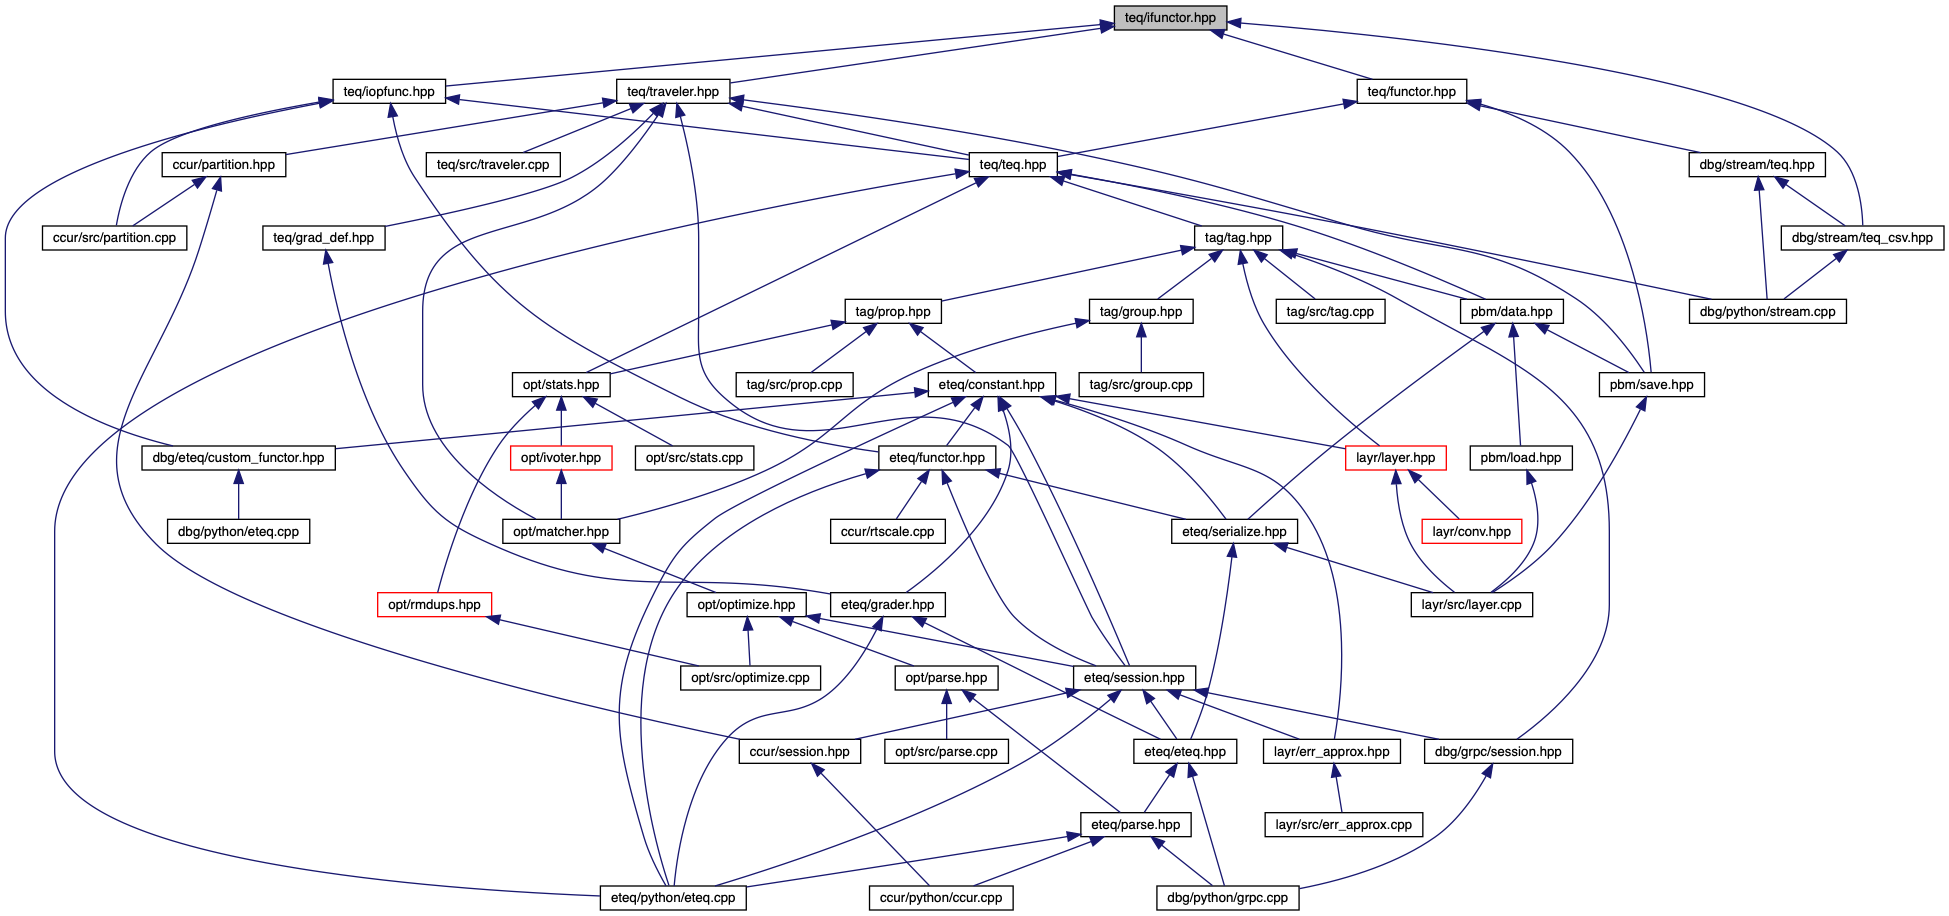 teq/ifunctor.hpp
teq/iopfunc.hpp
teq/traveler.hpp
teq/functor.hpp
ccur/partition.hpp
teq/src/traveler.cpp
teq/teq.hpp
dbg/stream/teq.hpp
ccur/src/partition.cpp
teq/grad_def.hpp
tag/tag.hpp
dbg/stream/teq_csv.hpp
tag/prop.hpp
tag/group.hpp
tag/src/tag.cpp
pbm/data.hpp
dbg/python/stream.cpp
opt/stats.hpp
tag/src/prop.cpp
eteq/constant.hpp
tag/src/group.cpp
pbm/save.hpp
dbg/eteq/custom_functor.hpp
opt/ivoter.hpp
opt/src/stats.cpp
eteq/functor.hpp
layr/layer.hpp
pbm/load.hpp
dbg/python/eteq.cpp
opt/matcher.hpp
ccur/rtscale.cpp
eteq/serialize.hpp
layr/conv.hpp
opt/rmdups.hpp
opt/optimize.hpp
eteq/grader.hpp
layr/src/layer.cpp
opt/src/optimize.cpp
opt/parse.hpp
eteq/session.hpp
ccur/session.hpp
opt/src/parse.cpp
eteq/eteq.hpp
layr/err_approx.hpp
dbg/grpc/session.hpp
eteq/parse.hpp
layr/src/err_approx.cpp
eteq/python/eteq.cpp
ccur/python/ccur.cpp
dbg/python/grpc.cpp